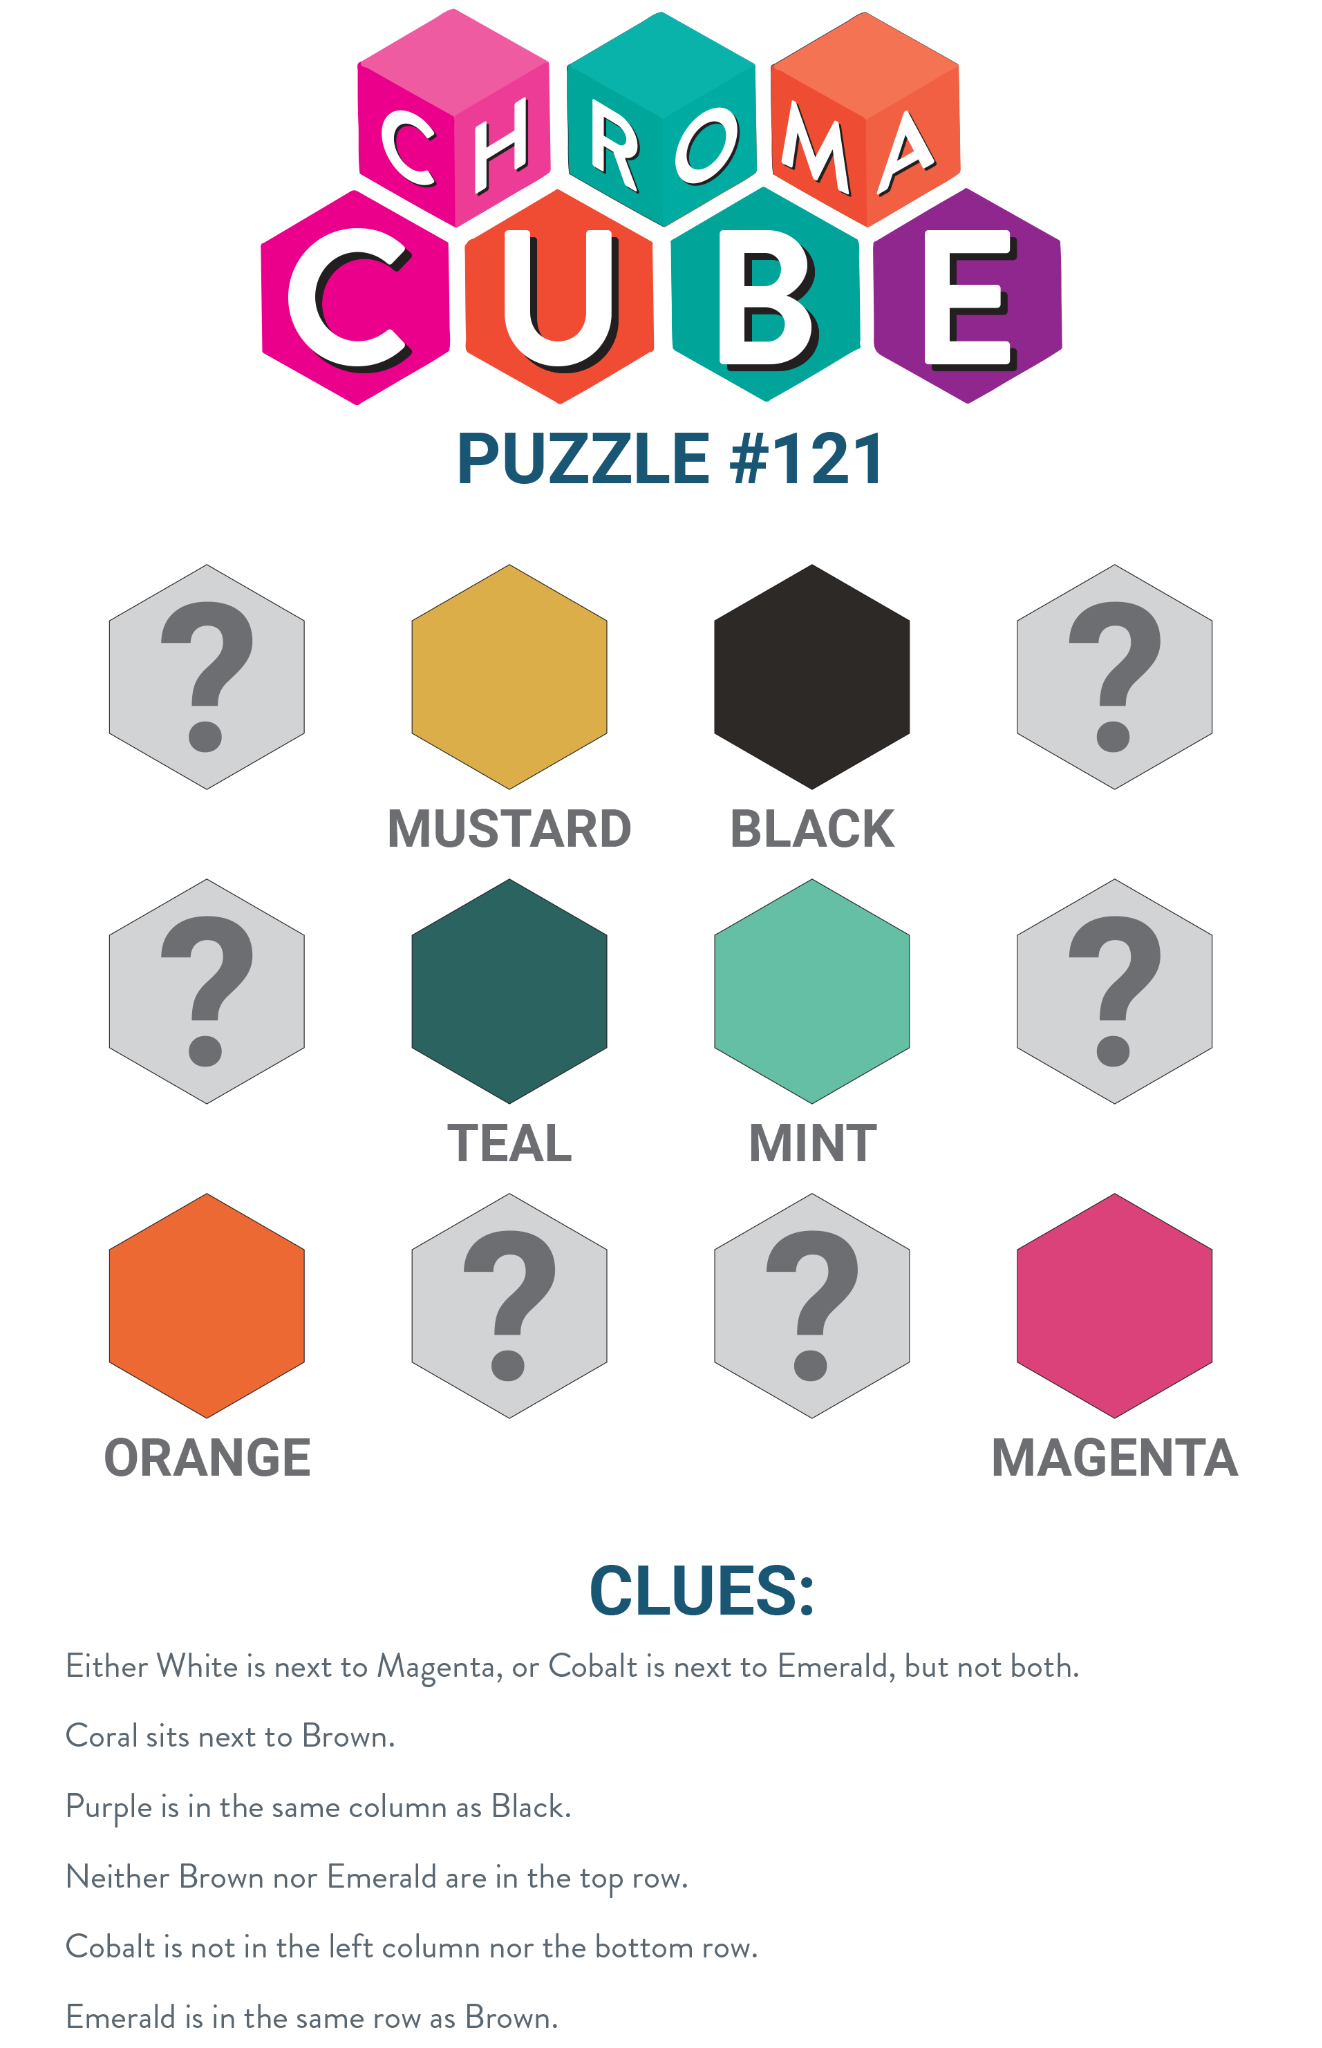 CHROMA
CUBE
PUZZLE #121
? ?
MUSTARD BLACK
? ?
TEAL MINT
? ?
ORANGE MAGENTA
CLUES:
Either White is next to Magenta, or Cobalt is next to Emerald, but not both.
Coral sits next to Brown.
Purple is in the same column as Black.
Neither Brown nor Emerald are in the top row.
Cobalt is not in the left column nor the bottom row.
Emerald is in the same row as Brown.